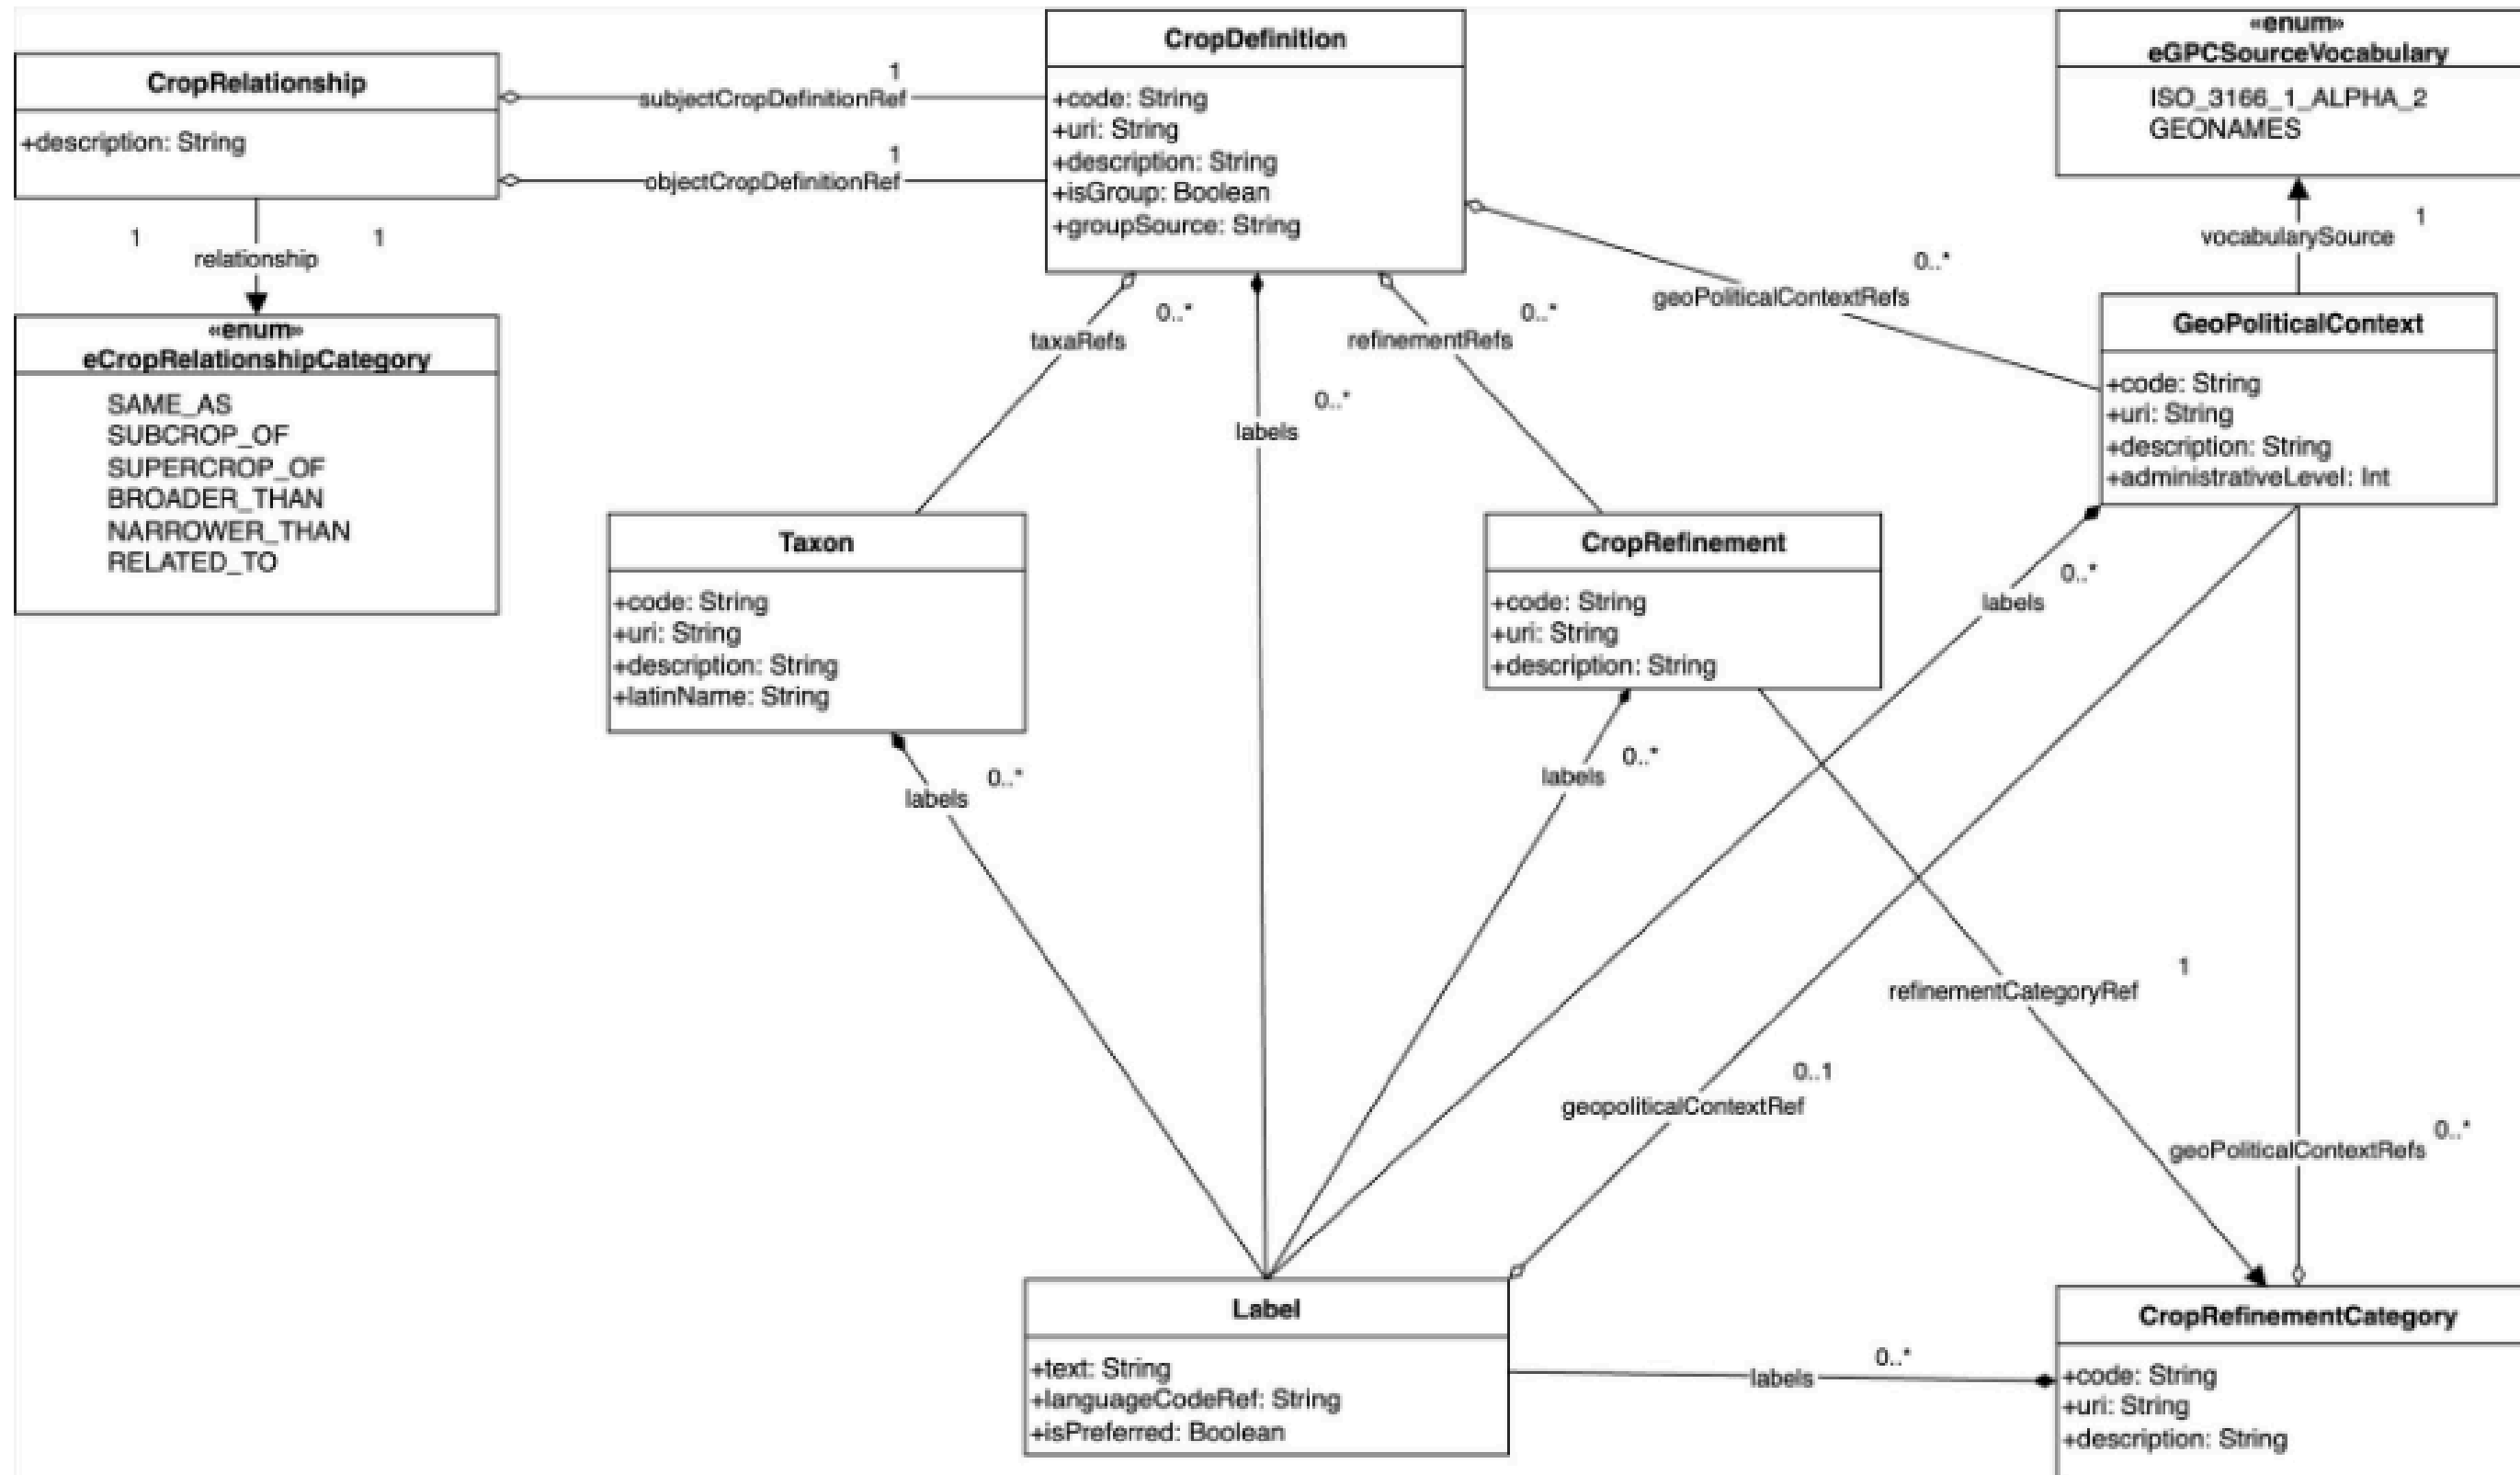 CropRelationship
+description: String
1
subjectCropDefinitionRef
1
objectCropDefinitionRef
CropDefinition
+code: String
+uri: String
+description: String
+isGroup: Boolean
+groupSource: String
«enum»
eGPCSourceVocabulary
ISO_3166_1_ALPHA_2
GEONAMES
1
1
relationship
«enum»
eCropRelationshipCategory
SAME_AS
SUBCROP_OF
SUPERCROP_OF
BROADER_THAN
NARROWER_THAN
RELATED_TO
0..*
taxaRefs
0..*
labels
0..*
refinementRefs
0..*
geoPoliticalContextRefs
1
vocabularySource
GeoPoliticalContext
+code: String
+uri: String
+description: String
+administrativeLevel: Int
Taxon
+code: String
+uri: String
+description: String
+latinName: String
CropRefinement
+code: String
+uri: String
+description: String
0..*
labels
0..*
labels
0..*
labels
1
refinementCategoryRef
0..1
geopoliticalContextRef
0..*
geoPoliticalContextRefs
Label
+text: String
+languageCodeRef: String
+isPreferred: Boolean
0..*
labels
CropRefinementCategory
+code: String
+uri: String
+description: String